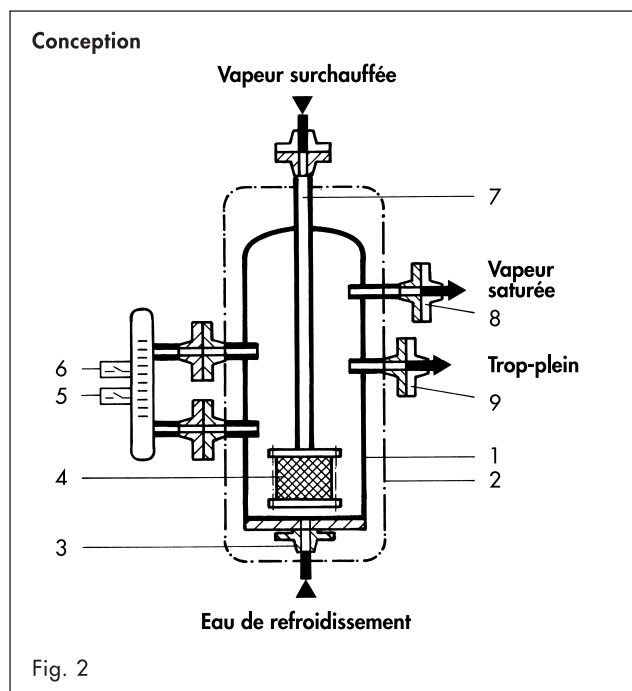 Conception
Vapeur surchauffée
7
Vapeur
saturée
8
6
Trop-plein
5
9
1
4
2
3
Eau de refroidissement
Fig. 2